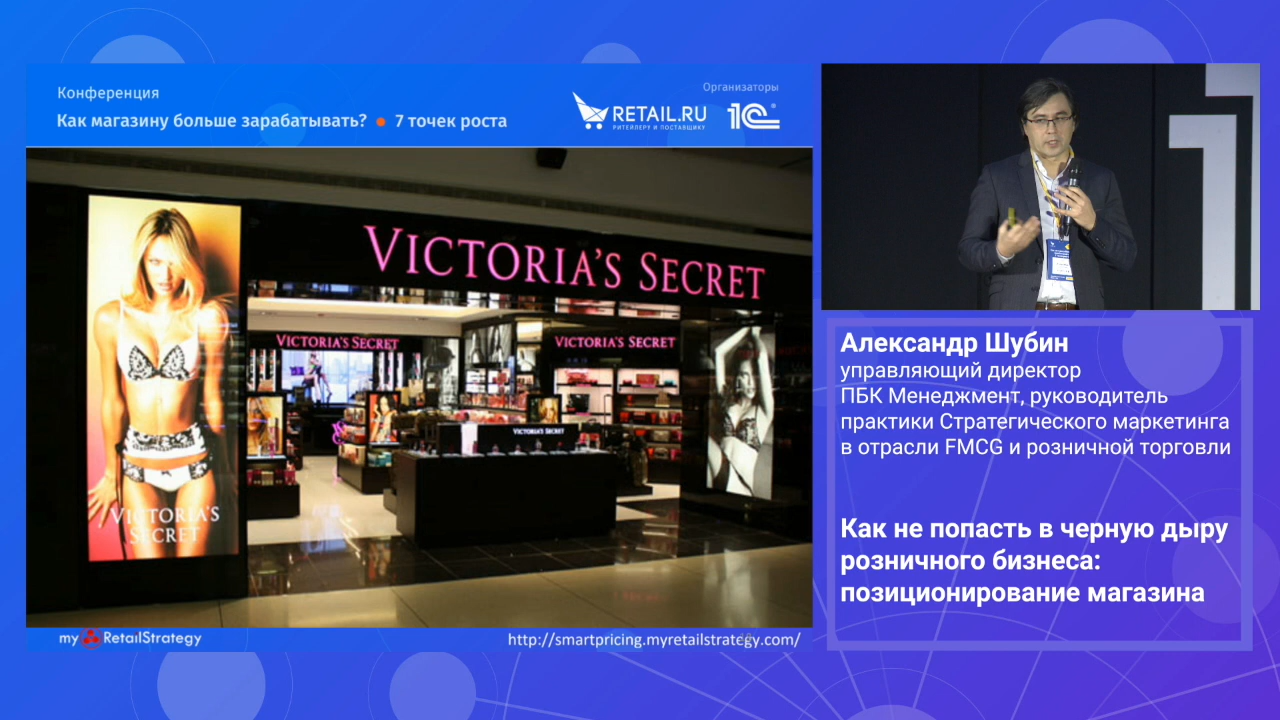 Конференция
Как магазину больше зарабатывать? • 7 точек роста
Организаторы
RETAIL.RU
РИТЕЙЛЕРУ И ПОСТАВЩИКУ
1С
VICTORIA'S SECRET
VICTORIA'S SECRET
VICTORIA'S SECRET
VICTORIA'S SECRET
VICTORIA'S
SECRET
my RetailStrategy
http://smartpricing.myretailstrategy.com/
Александр Шубин
управляющий директор
ПБК Менеджмент, руководитель
практики Стратегического маркетинга
в отрасли FMCG и розничной торговли
Как не попасть в черную дыру
розничного бизнеса:
позиционирование магазина